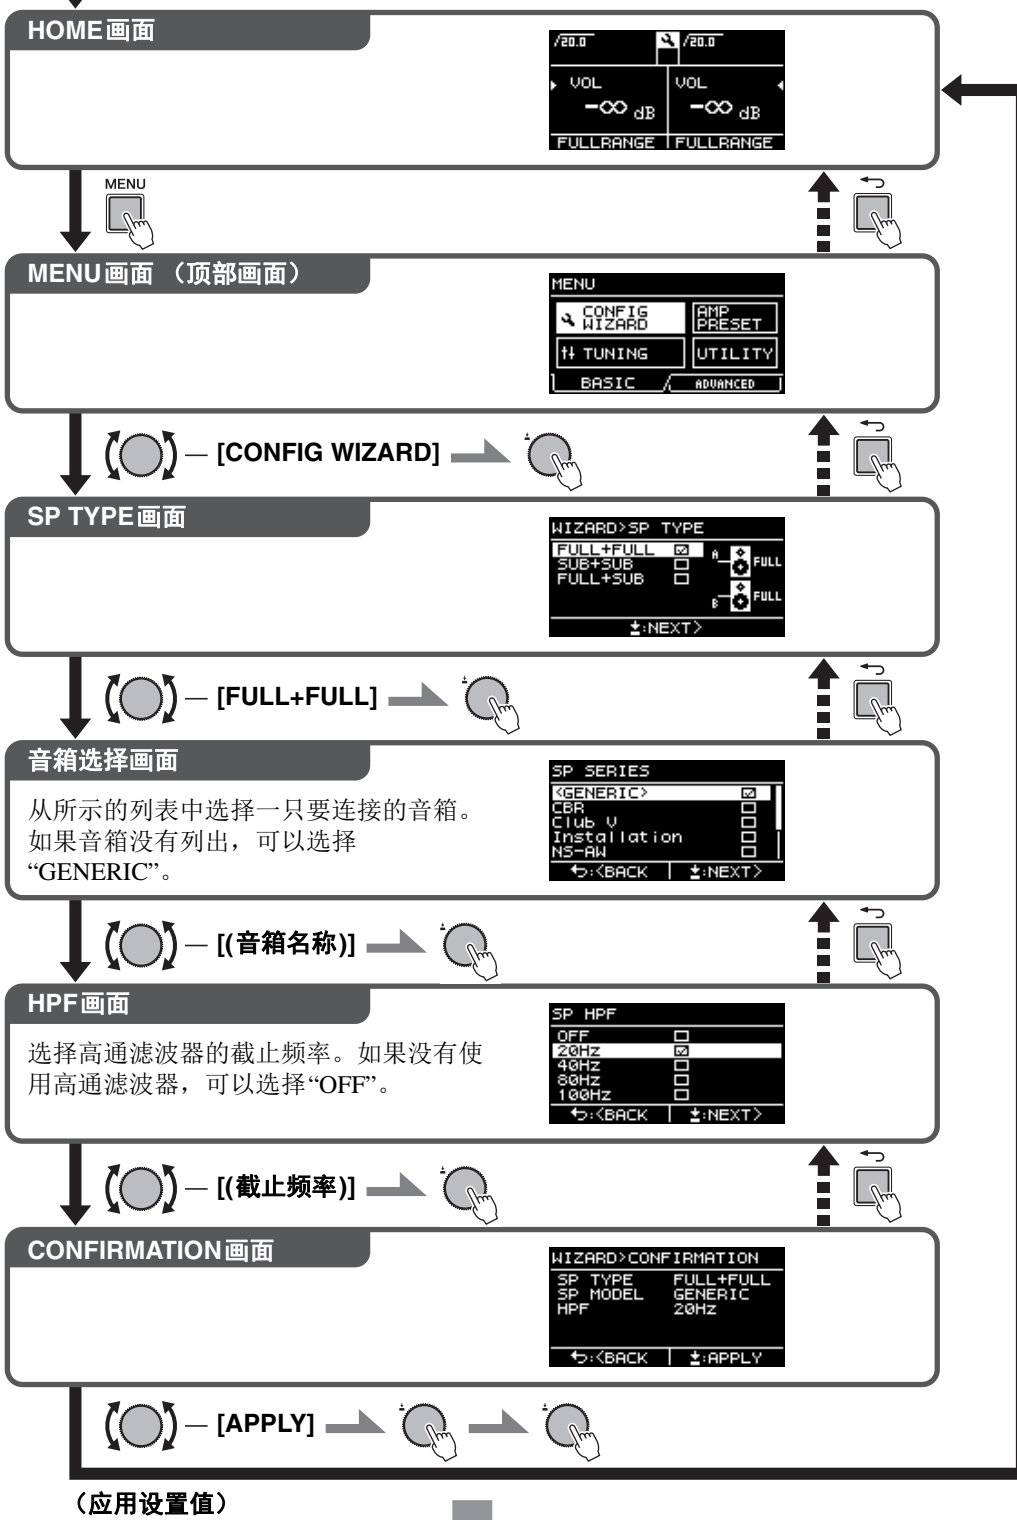 HOME画面
/20.0 /20.0
VOL VOL
-∞ dB -∞ dB
FULLRANGE FULLRANGE
MENU
MENU画面 （顶部画面）
MENU
CONFIG WIZARD
AMP PRESET
TUNING
UTILITY
BASIC ADVANCED
[CONFIG WIZARD]
SP TYPE画面
WIZARD>SP TYPE
FULL+FULL
SUB+SUB
FULL+SUB
A FULL
B FULL
:NEXT>
[FULL+FULL]
音箱选择画面
从所示的列表中选择一只要连接的音箱。
如果音箱没有列出，可以选择
“GENERIC”。
SP SERIES
<GENERIC>
CBR
Club V
Installation
NS-AW
:<BACK :NEXT>
[(音箱名称)]
HPF画面
选择高通滤波器的截止频率。如果没有使
用高通滤波器，可以选择“OFF”。
SP HPF
OFF
20Hz
40Hz
80Hz
100Hz
:<BACK :NEXT>
[(截止频率)]
CONFIRMATION画面
WIZARD>CONFIRMATION
SP TYPE FULL+FULL
SP MODEL GENERIC
HPF 20Hz
:<BACK :APPLY
[APPLY]
（应用设置值）